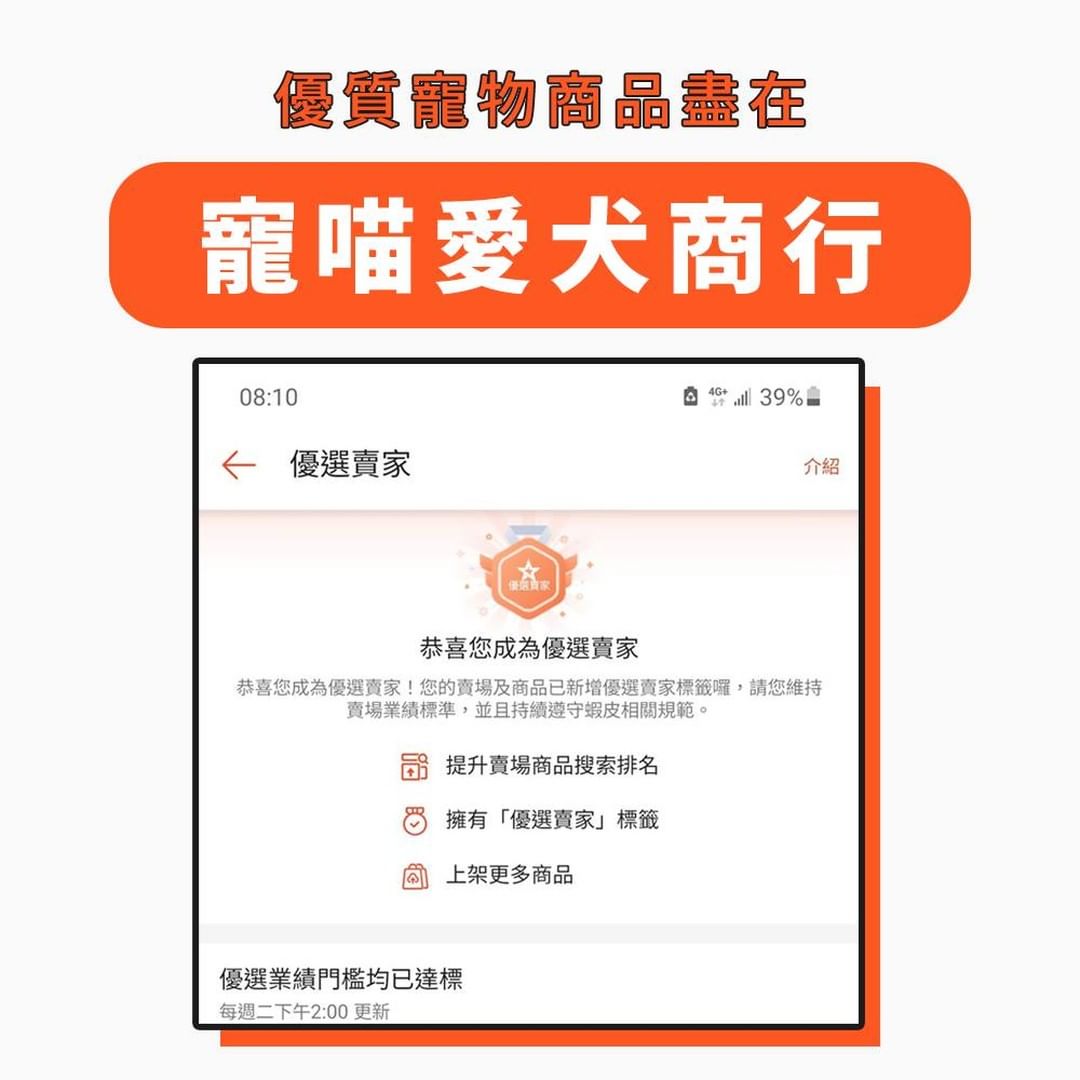 優質寵物商品盡在
寵喵愛犬商行
08:10 4G+ 39%
優選賣家 介紹
優選賣家
恭喜您成為優選賣家
恭喜您成為優選賣家！您的賣場及商品已新增優選賣家標籤囉，請您維持
賣場業績標準，並且持續遵守蝦皮相關規範。
提升賣場商品搜索排名
擁有「優選賣家」標籤
上架更多商品
優選業績門檻均已達標
每週二下午2:00 更新